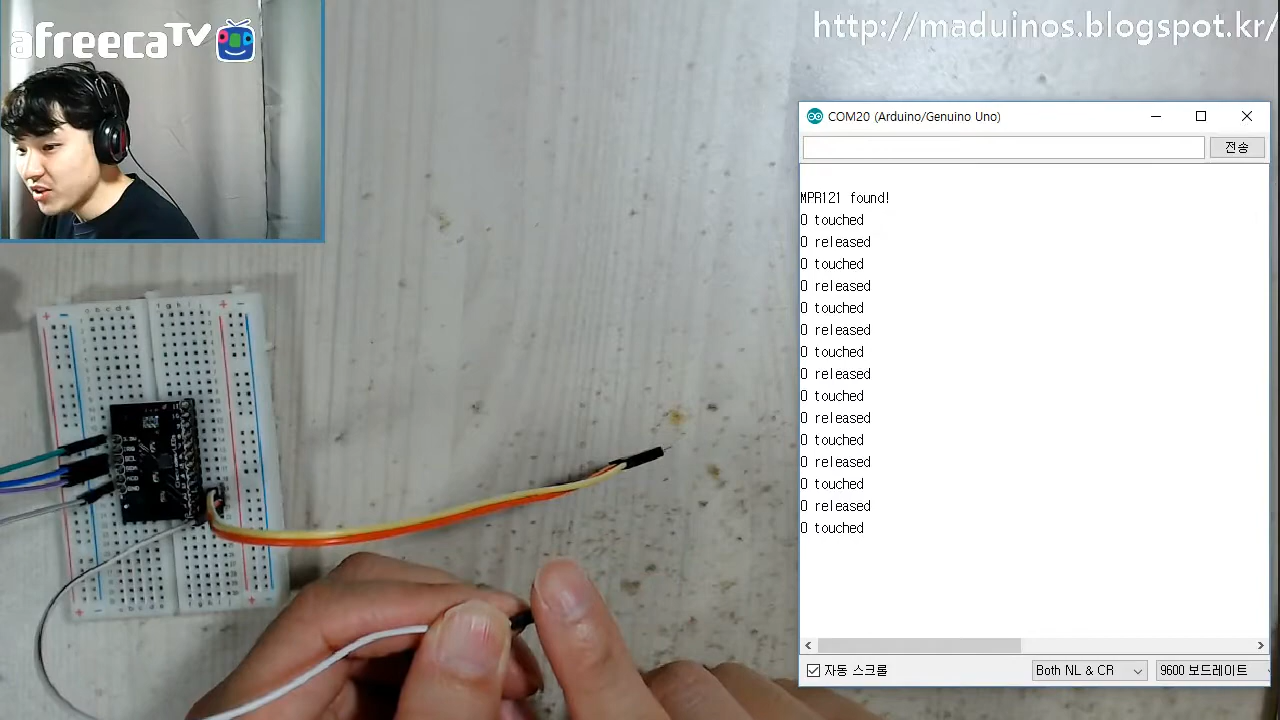 afreecaTV
http://maduinos.blogspot.kr/
COM20 (Arduino/Genuino Uno)
전송
MPR121 found!
0 touched
0 released
0 touched
0 released
0 touched
0 released
0 touched
0 released
0 touched
0 released
0 touched
0 released
0 touched
0 released
0 touched
자동 스크롤
Both NL & CR
9600 보드레이트